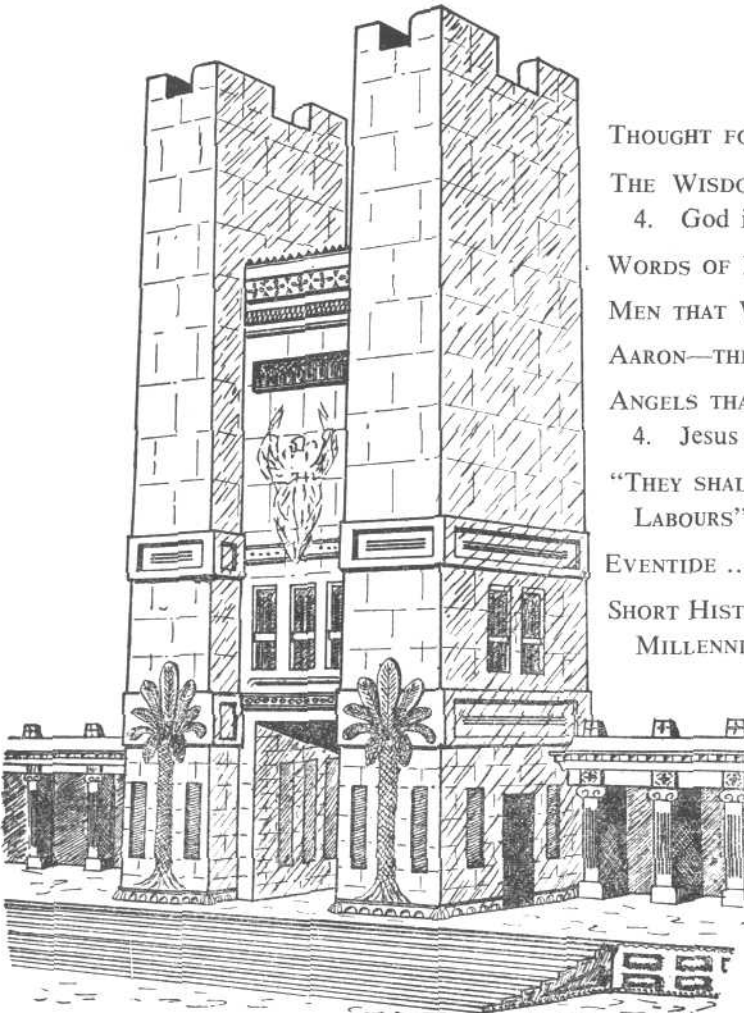 THOUGHT FO
THE WISDO
4. God i
WORDS OF
MEN THAT
AARON—THE
ANGELS THA
4. Jesus
“THEY SHAL
LABOURS”
EVENTIDE ..
SHORT HIST
MILLENNI